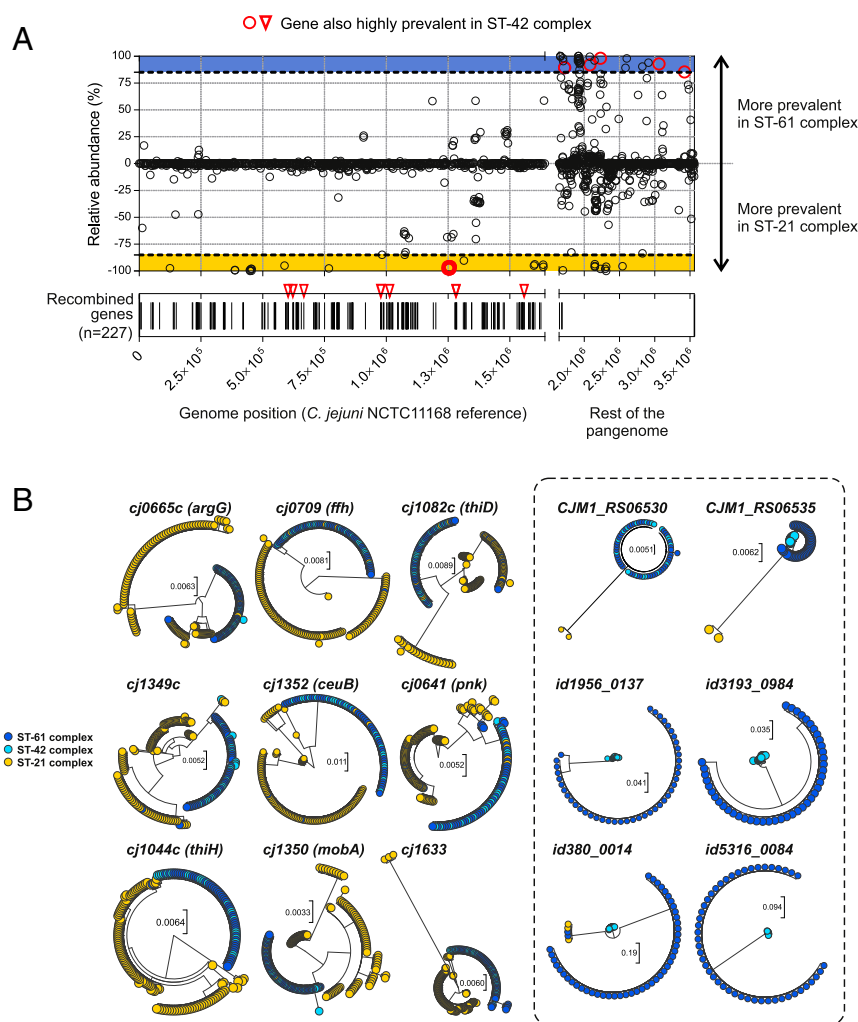 Gene also highly prevalent in ST-42 complex
A
Relative abundance (%)
100
75
50
25
0
-25
-50
-75
-100
More prevalent
in ST-61 complex
More prevalent
in ST-21 complex
Recombined
genes
(n=227)
0
2.5×10⁵
5.0×10⁵
7.5×10⁵
1.0×10⁶
1.3×10⁶
1.5×10⁶
2.0×10⁶
2.5×10⁶
3.0×10⁶
3.5×10⁶
Genome position (C. jejuni NCTC11168 reference)
Rest of the
pangenome
B
cj0665c (argG)
0.0063
cj0709 (ffh)
0.0081
cj1082c (thiD)
0.0089
CJM1_RS06530
0.0051
CJM1_RS06535
0.0062
cj1349c
0.0052
cj1352 (ceuB)
0.011
cj0641 (pnk)
0.0052
id1956_0137
0.041
id3193_0984
0.035
ST-61 complex
ST-42 complex
ST-21 complex
cj1044c (thiH)
0.0064
cj1350 (mobA)
0.0033
cj1633
0.0060
id380_0014
0.19
id5316_0084
0.094